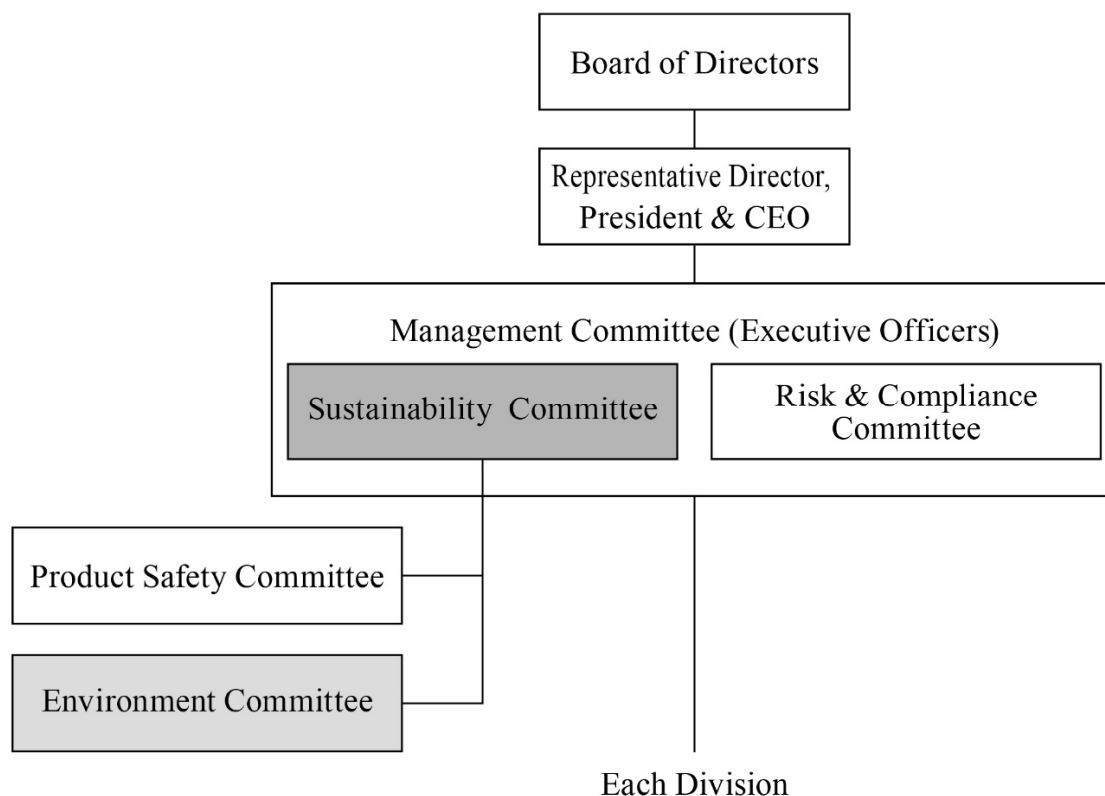 Board of Directors
Representative Director,
President & CEO
Management Committee (Executive Officers)
Sustainability Committee
Risk & Compliance
Committee
Product Safety Committee
Environment Committee
Each Division